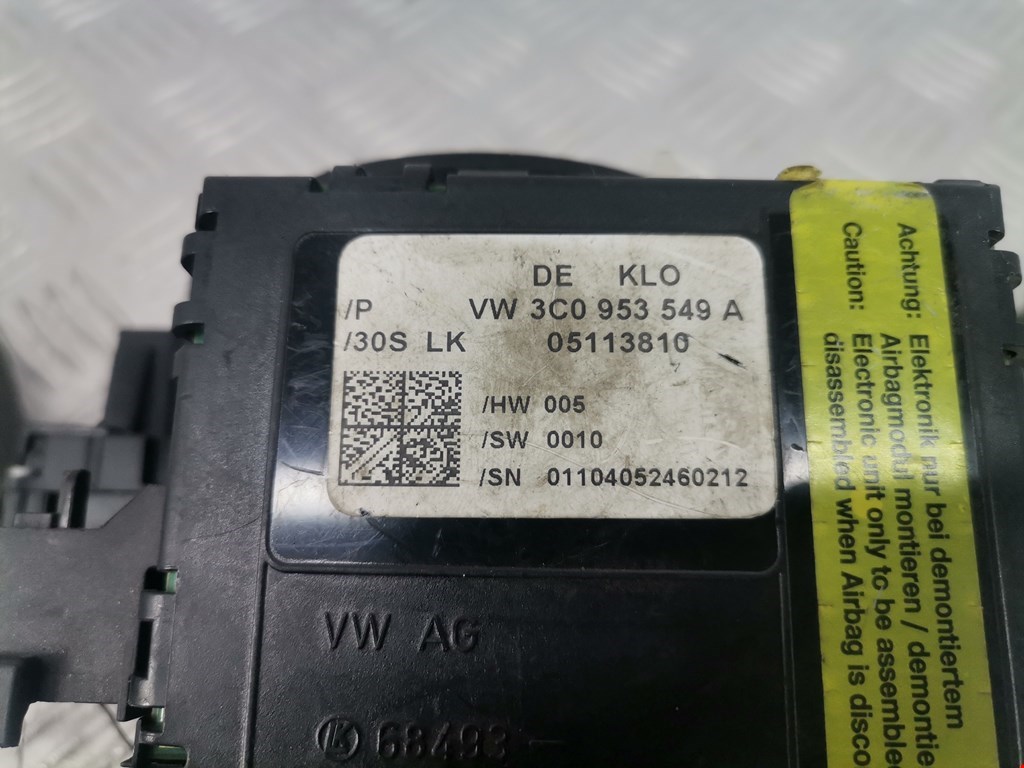 DE KLO
/P VW 3C0 953 549 A
/30S LK 05113810
/HW 005
/SW 0010
/SN 01104052460212
VW AG
LK 68493 –
Achtung: Elektronik nur bei demontiertem
Airbagmodul montieren / demontie
Caution: Electronic unit only to be assemble
disassembled when Airbag is disco